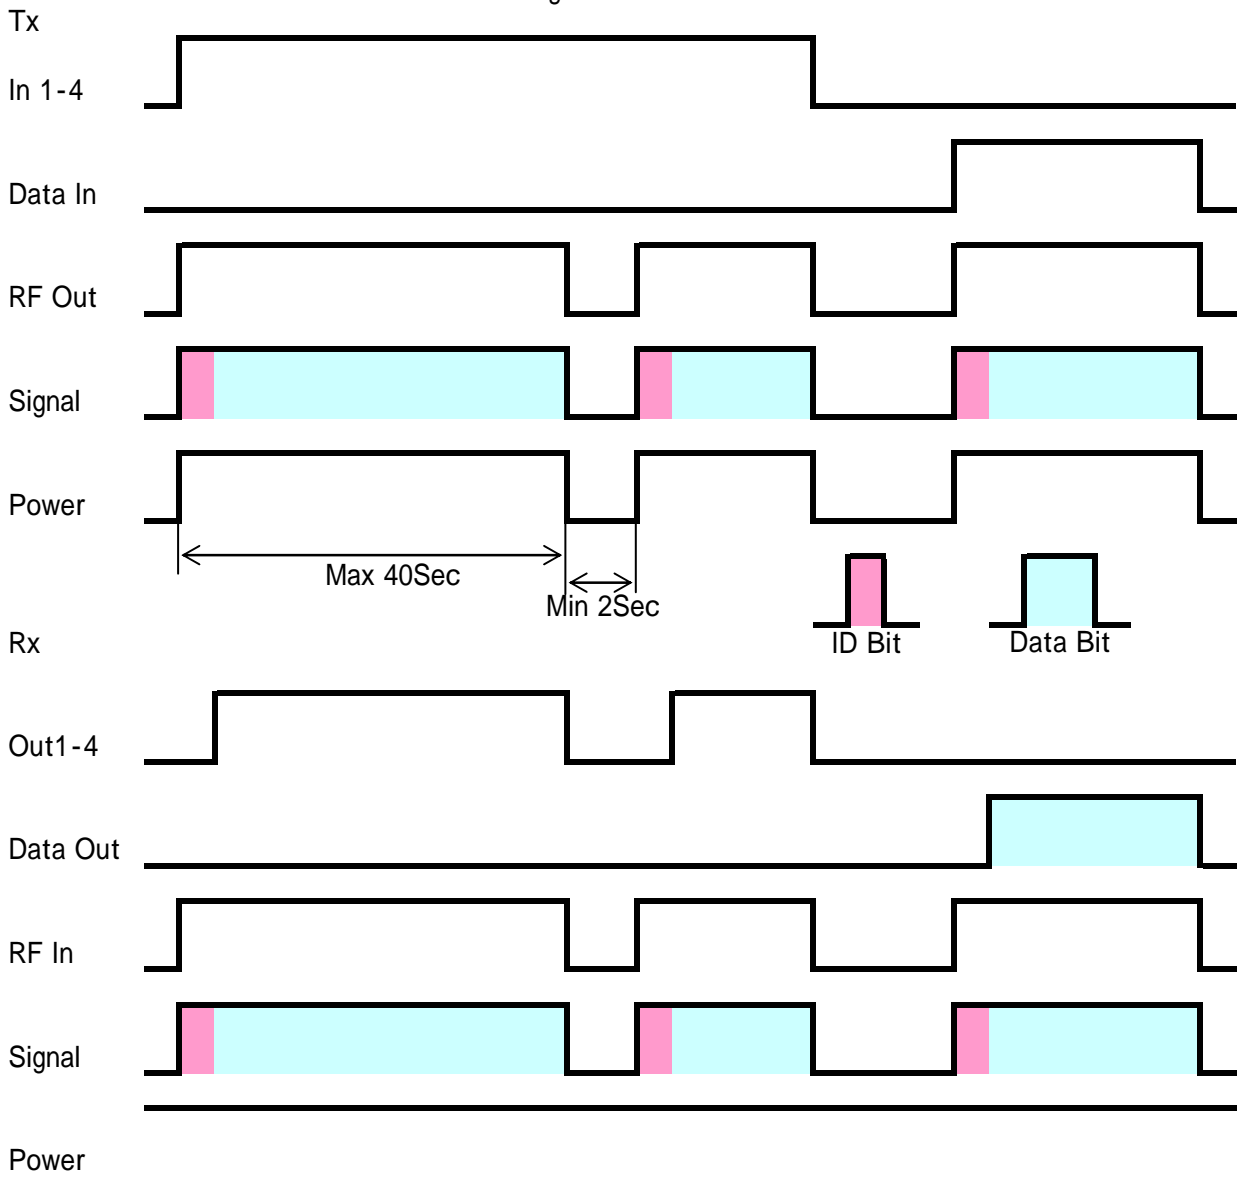 Tx
In 1-4
Data In
RF Out
Signal
Power
Max 40Sec
Min 2Sec
ID Bit
Data Bit
Rx
Out1-4
Data Out
RF In
Signal
Power